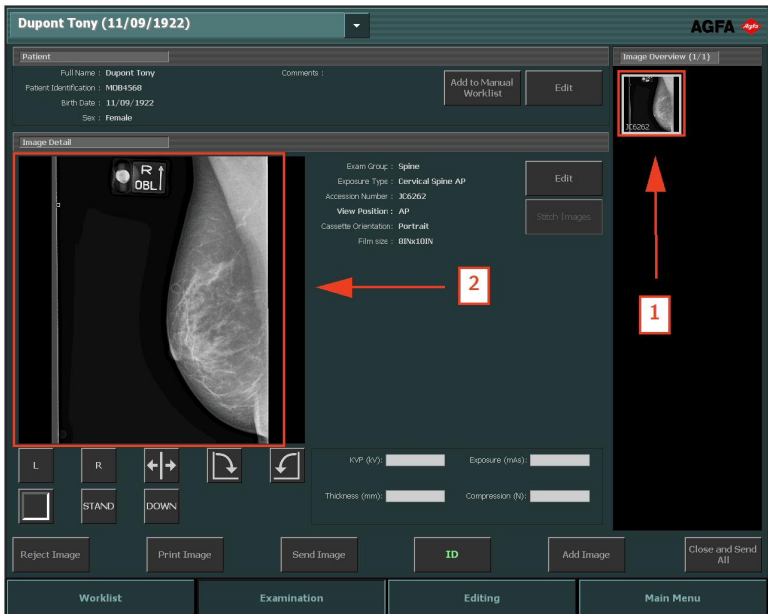 Dupont Tony (11/09/1922)
AGFA Agfa
Patient
Full Name : Dupont Tony
Patient Identification : MDB4568
Birth Date : 11/09/1922
Sex : Female
Comments :
Add to Manual
Worklist
Edit
Image Overview (1/1)
JC6262
1
Image Detail
R
OBL
2
Exam Group : Spine
Exposure Type : Cervical Spine AP
Accession Number : JC6262
View Position : AP
Cassette Orientation: Portrait
Film size : 8INx10IN
Edit
Stitch Images
L
R
STAND
DOWN
KVP (kV):
Exposure (mAs):
Thickness (mm):
Compression (N):
Reject Image
Print Image
Send Image
ID
Add Image
Close and Send
All
Worklist
Examination
Editing
Main Menu